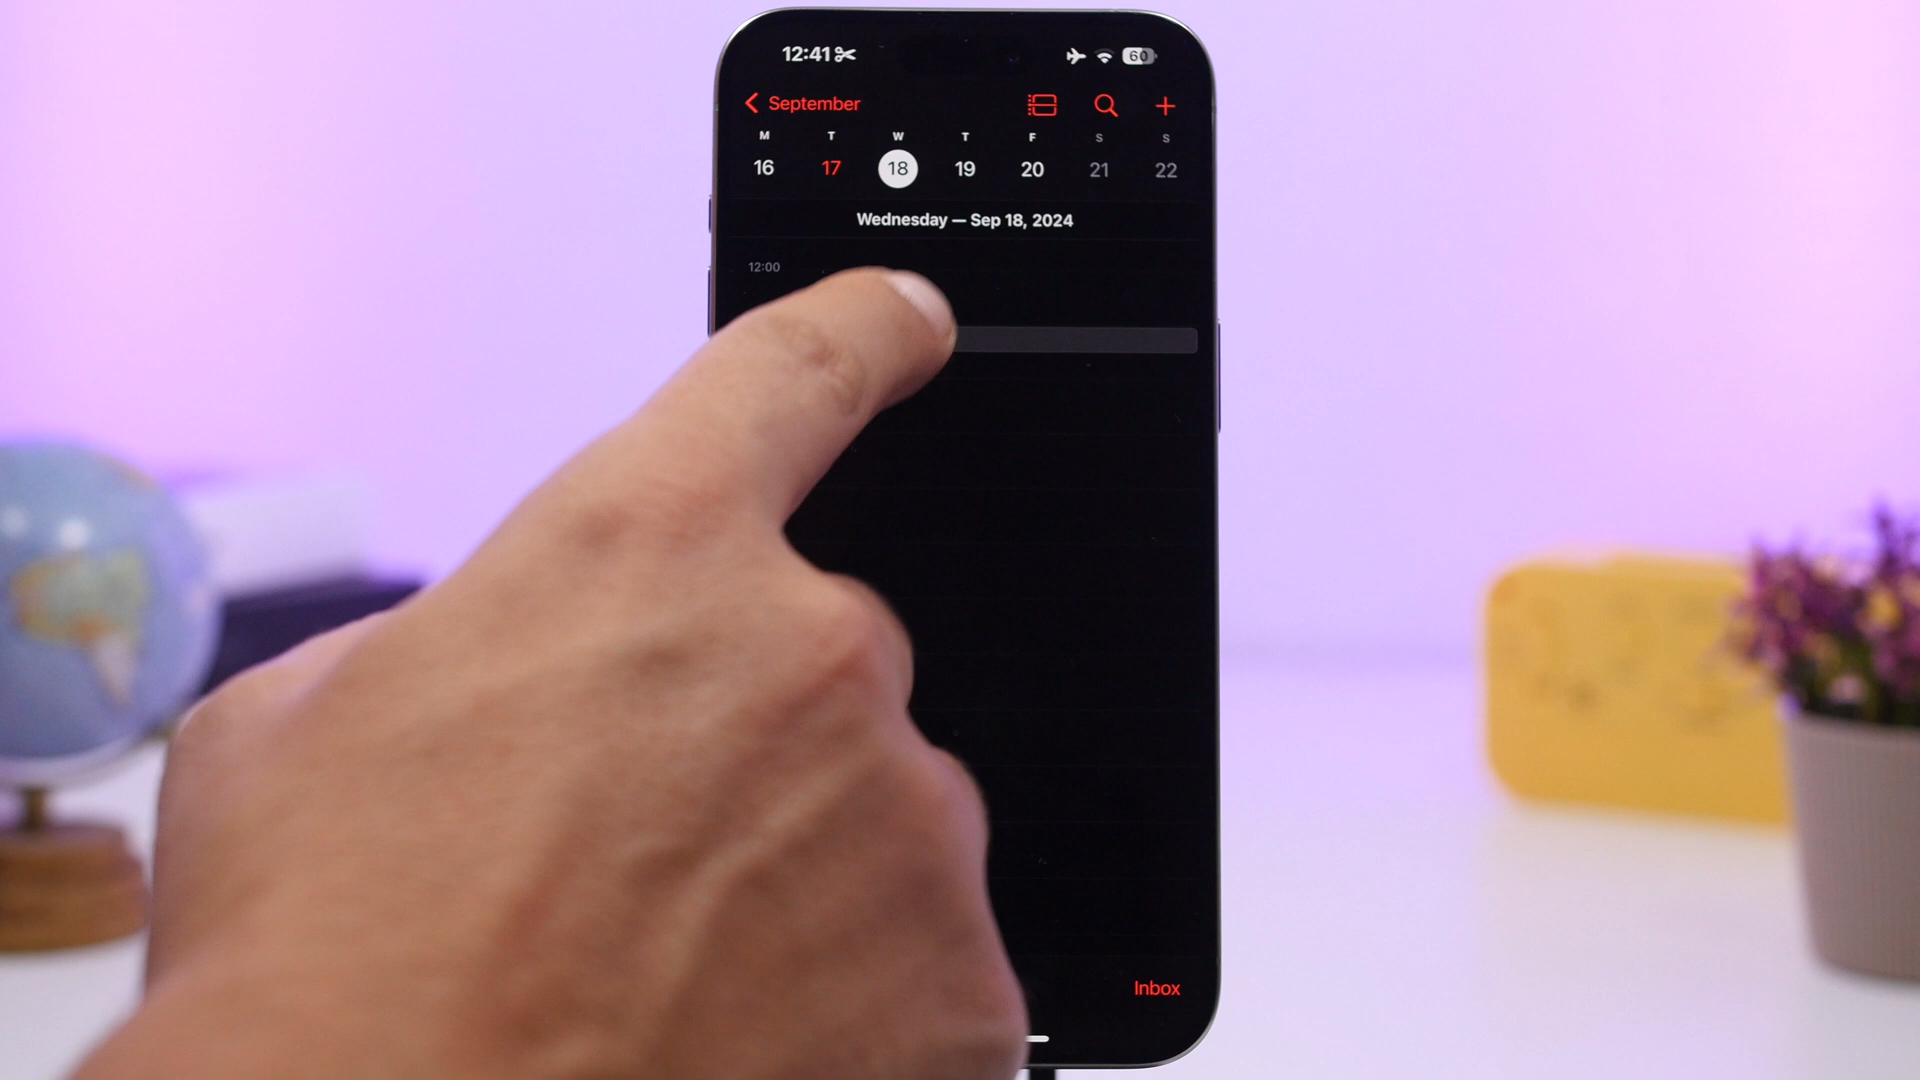 12:41
60
September
M T W T F S S
16 17 18 19 20 21 22
Wednesday — Sep 18, 2024
12:00
Inbox